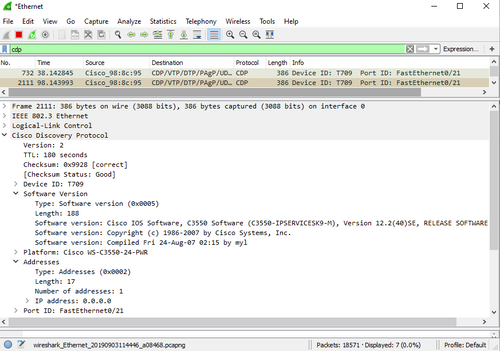 *Ethernet
File Edit View Go Capture Analyze Statistics Telephony Wireless Tools Help
cdp
Expression...
+
No. Time Source Destination Protocol Length Info
732 38.142845 Cisco_98:8c:95 CDP/VTP/DTP/PAgP/UD… CDP 386 Device ID: T709 Port ID: FastEthernet0/21
2111 98.143993 Cisco_98:8c:95 CDP/VTP/DTP/PAgP/UD… CDP 386 Device ID: T709 Port ID: FastEthernet0/21
Frame 2111: 386 bytes on wire (3088 bits), 386 bytes captured (3088 bits) on interface 0
IEEE 802.3 Ethernet
Logical-Link Control
Cisco Discovery Protocol
Version: 2
TTL: 180 seconds
Checksum: 0x9928 [correct]
[Checksum Status: Good]
Device ID: T709
Software Version
Type: Software version (0x0005)
Length: 188
Software version: Cisco IOS Software, C3550 Software (C3550-IPSERVICESK9-M), Version 12.2(40)SE, RELEASE SOFTWAR
Software version: Copyright (c) 1986-2007 by Cisco Systems, Inc.
Software version: Compiled Fri 24-Aug-07 02:15 by myl
Platform: Cisco WS-C3550-24-PWR
Addresses
Type: Addresses (0x0002)
Length: 17
Number of addresses: 1
IP address: 0.0.0.0
Port ID: FastEthernet0/21
wireshark_Ethernet_20190903114446_a08468.pcapng
Packets: 18571 · Displayed: 7 (0.0%)
Profile: Default